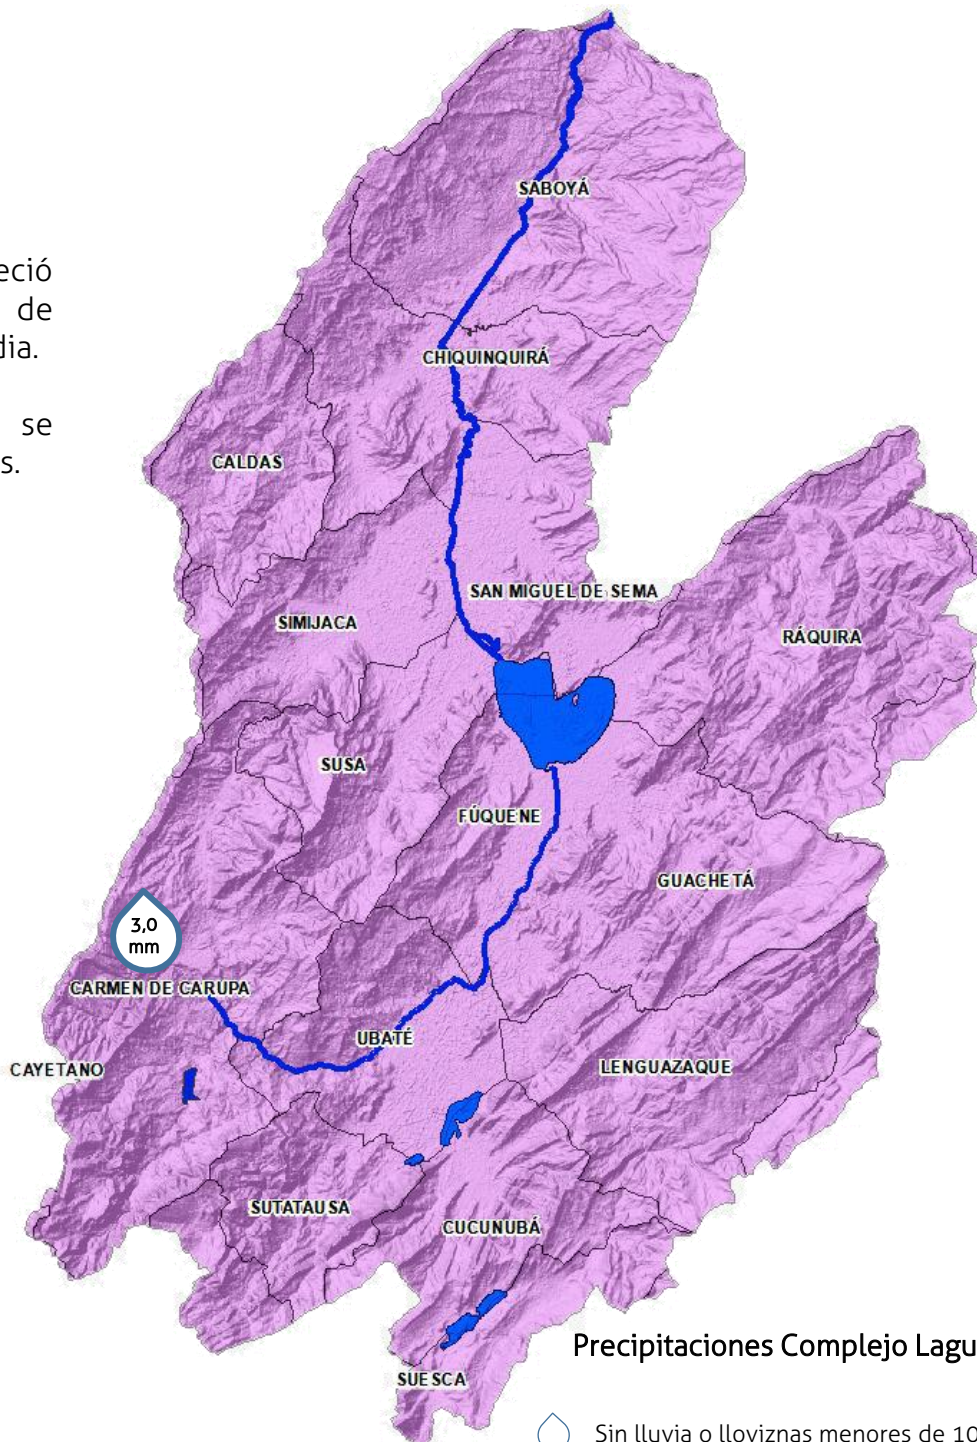 SABOYÁ
eció
de
dia.
CHIQUINQUIRÁ
se
s.
CALDAS
SAN MIGUEL DE SEMA
SIMIJACA
RÁQUIRA
SUSA
FÚQUENE
GUACHETÁ
3,0
mm
CARMEN DE CARUPA
UBATÉ
CAYETANO
LENGUAZAQUE
SUTATAUSA
CUCUNUBÁ
Precipitaciones Complejo Lagu
SUESCA
Sin lluvia o lloviznas menores de 10